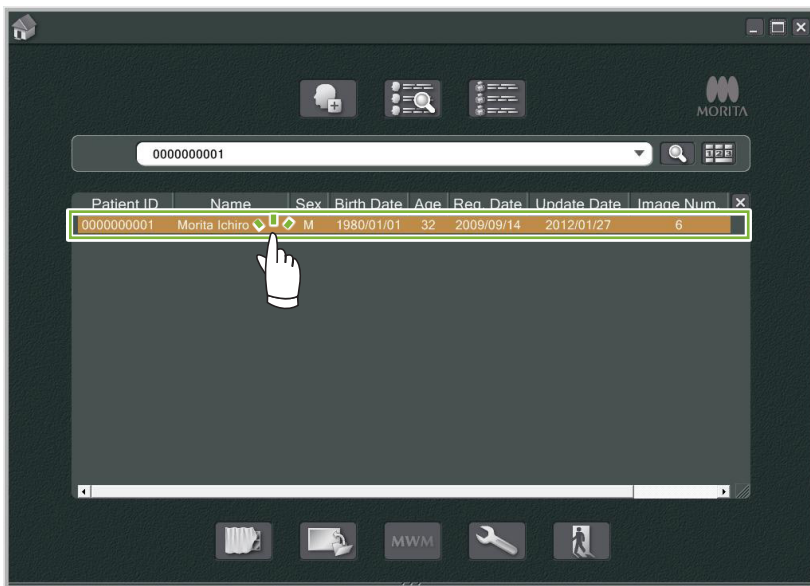 MORITA
0000000001
123
Patient ID Name Sex Birth Date Age Reg. Date Update Date Image Num.
0000000001 Morita Ichiro M 1980/01/01 32 2009/09/14 2012/01/27 6
MWM